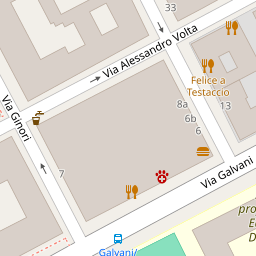 33
Via Alessandro Volta
Felice a
Testaccio
8a
13
6b
6
Via Ginori
7
Via Galvani
pro
E
D
Galvani/